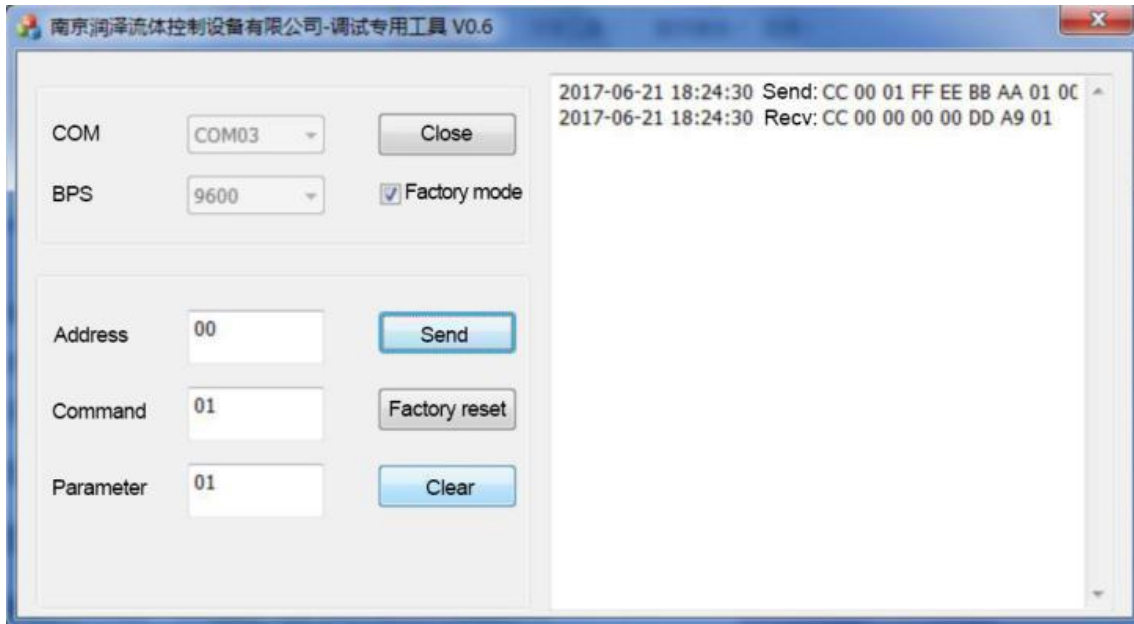 南京润泽流体控制设备有限公司-调试专用工具 V0.6
COM
COM03
Close
BPS
9600
Factory mode
Address
00
Send
Command
01
Factory reset
Parameter
01
Clear
2017-06-21 18:24:30 Send: CC 00 01 FF EE BB AA 01 00
2017-06-21 18:24:30 Recv: CC 00 00 00 00 DD A9 01